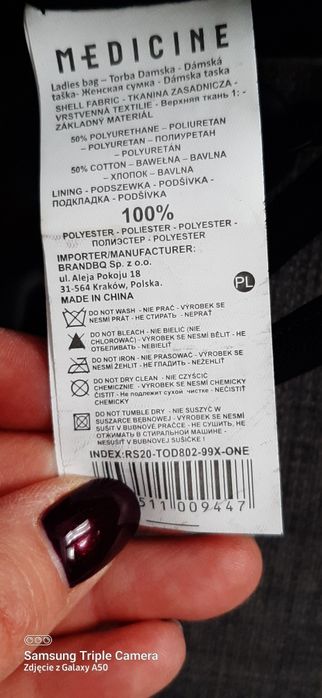 MEDICINE
Ladies bag – Torba Damska - Dámská
taška- Женская сумка - Dámska taska
SHELL FABRIC - TKANINA ZASADNICZA -
VRSTVENNÁ TEXTILIE - Верхняя ткань 1: -
ZÁKLADNÝ MATERIÁL
50% POLYURETHANE – POLIURETAN
– POLYURETAN – ПОЛИУРЕТАН
– POLYURETÁN
50% COTTON – BAWEŁNA – BAVLNA
– ХЛОПОК – BAVLNA
LINING - PODSZEWKA - PODŠÍVKA -
ПОДКЛАДКА - PODŠÍVKA
100%
POLYESTER - POLIESTER - POLYESTER -
ПОЛИЭСТЕР - POLYESTER
IMPORTER/MANUFACTURER:
BRANDBQ Sp. z o.o.
ul. Aleja Pokoju 18
31-564 Kraków, Polska.
PL
MADE IN CHINA
DO NOT WASH - NIE PRAĆ - VÝROBEK SE
NESMÍ PRÁT - НЕ СТИРАТЬ - NEPRAŤ
DO NOT BLEACH - NIE BIELIĆ (NIE
CHLOROWAĆ) - VÝROBEK SE NESMÍ BĚLIT - НЕ
ОТБЕЛИВАТЬ - NEBIELIŤ
DO NOT IRON - NIE PRASOWAĆ - VÝROBEK SE
NESMÍ ŽEHLIT - НЕ ГЛАДИТЬ - NEŽEHLIŤ
DO NOT DRY CLEAN - NIE CZYŚCIĆ
CHEMICZNIE - VÝROBEK SE NESMÍ CHEMICKY
ČISTIT - Не подлежит сухой чистке - NEČISTIŤ
CHEMICKY
DO NOT TUMBLE DRY - NIE SUSZYĆ W
SUSZARCE BĘBNOWEJ - VÝROBEK SE NESMÍ
SUŠIT V BUBNOVÉ PRAČCE - НЕ СУШИТЬ, НЕ
ОТЖИМАТЬ В СТИРАЛЬНОЙ МАШИНЕ -
NESUŠIŤ V BUBNOVEJ SUŠIČKE !
INDEX:RS20-TOD802-99X-ONE
511 009447
Samsung Triple Camera
Zdjęcie z Galaxy A50